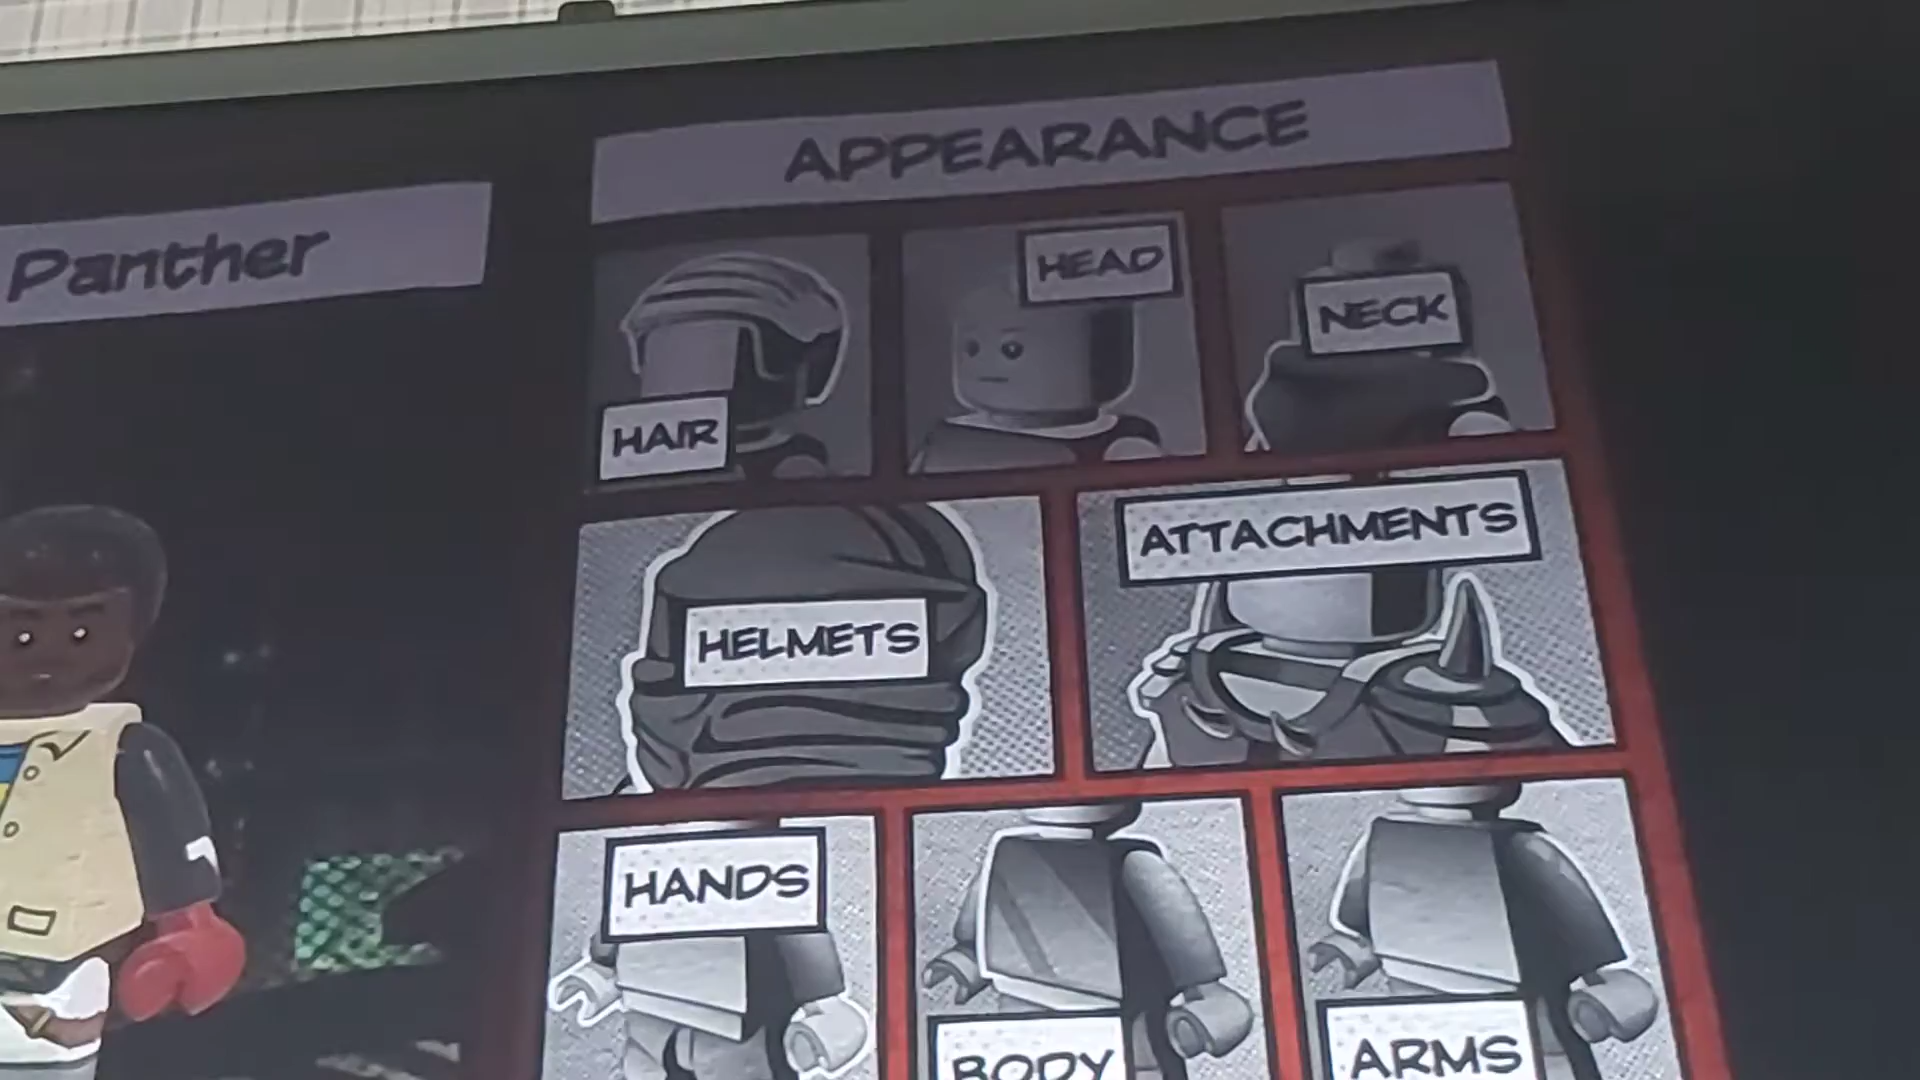 Panther
APPEARANCE
HAIR
HEAD
NECK
HELMETS
ATTACHMENTS
HANDS
BODY
ARMS